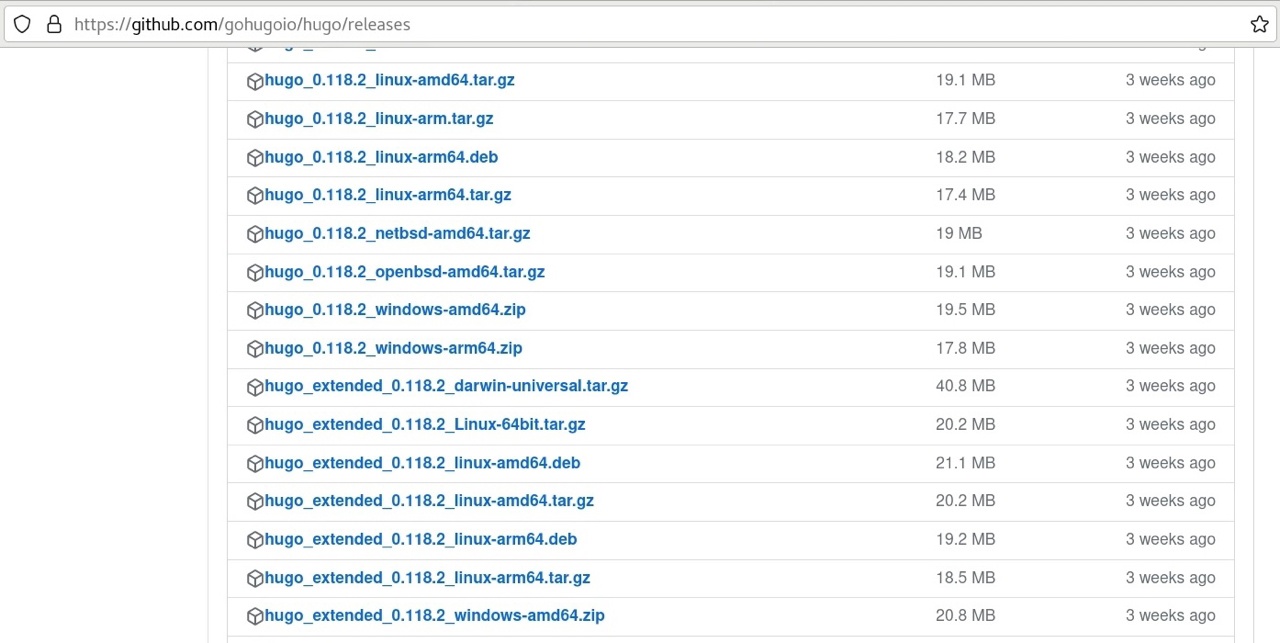 https://github.com/gohugoio/hugo/releases
hugo_0.118.2_linux-amd64.tar.gz 19.1 MB 3 weeks ago
hugo_0.118.2_linux-arm.tar.gz 17.7 MB 3 weeks ago
hugo_0.118.2_linux-arm64.deb 18.2 MB 3 weeks ago
hugo_0.118.2_linux-arm64.tar.gz 17.4 MB 3 weeks ago
hugo_0.118.2_netbsd-amd64.tar.gz 19 MB 3 weeks ago
hugo_0.118.2_openbsd-amd64.tar.gz 19.1 MB 3 weeks ago
hugo_0.118.2_windows-amd64.zip 19.5 MB 3 weeks ago
hugo_0.118.2_windows-arm64.zip 17.8 MB 3 weeks ago
hugo_extended_0.118.2_darwin-universal.tar.gz 40.8 MB 3 weeks ago
hugo_extended_0.118.2_Linux-64bit.tar.gz 20.2 MB 3 weeks ago
hugo_extended_0.118.2_linux-amd64.deb 21.1 MB 3 weeks ago
hugo_extended_0.118.2_linux-amd64.tar.gz 20.2 MB 3 weeks ago
hugo_extended_0.118.2_linux-arm64.deb 19.2 MB 3 weeks ago
hugo_extended_0.118.2_linux-arm64.tar.gz 18.5 MB 3 weeks ago
hugo_extended_0.118.2_windows-amd64.zip 20.8 MB 3 weeks ago